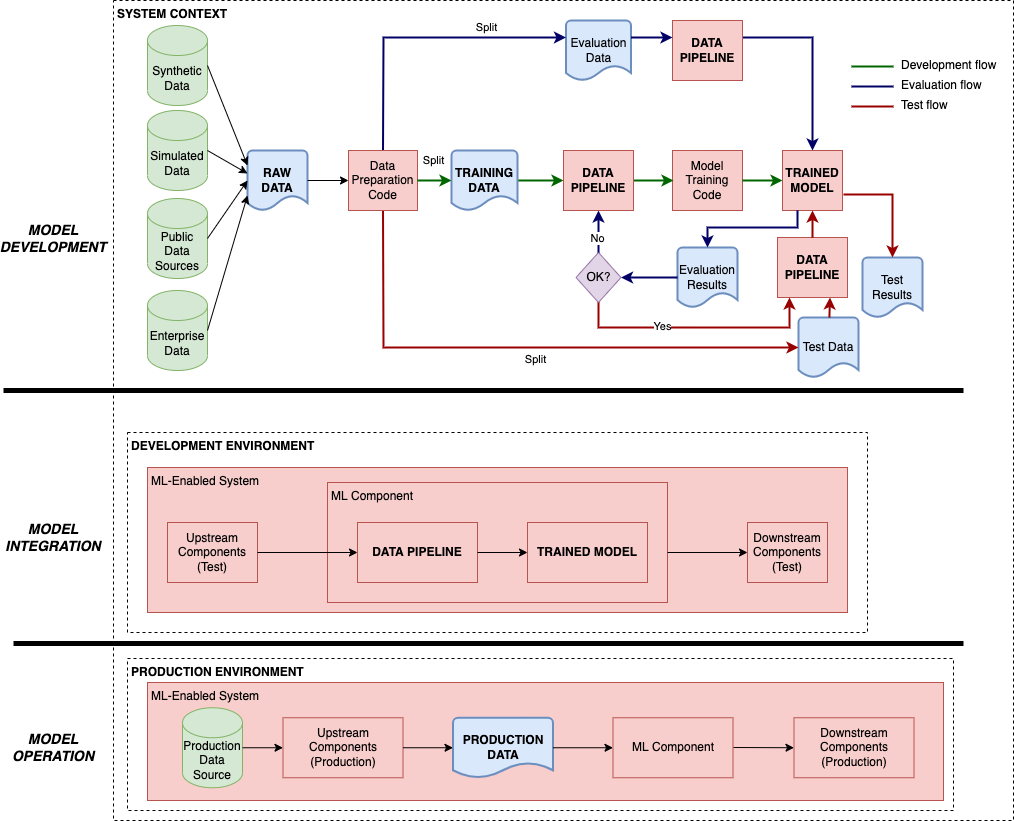 SYSTEM CONTEXT
Synthetic
Data
Simulated
Data
Public
Data
Sources
Enterprise
Data
RAW
DATA
Data
Preparation
Code
Split
Evaluation
Data
DATA
PIPELINE
Development flow
Evaluation flow
Test flow
Split
TRAINING
DATA
DATA
PIPELINE
Model
Training
Code
TRAINED
MODEL
No
OK?
Evaluation
Results
DATA
PIPELINE
Test
Results
Yes
Test Data
Split
MODEL
DEVELOPMENT
DEVELOPMENT ENVIRONMENT
ML-Enabled System
ML Component
Upstream
Components
(Test)
DATA PIPELINE
TRAINED MODEL
Downstream
Components
(Test)
MODEL
INTEGRATION
PRODUCTION ENVIRONMENT
ML-Enabled System
Production
Data
Source
Upstream
Components
(Production)
PRODUCTION
DATA
ML Component
Downstream
Components
(Production)
MODEL
OPERATION